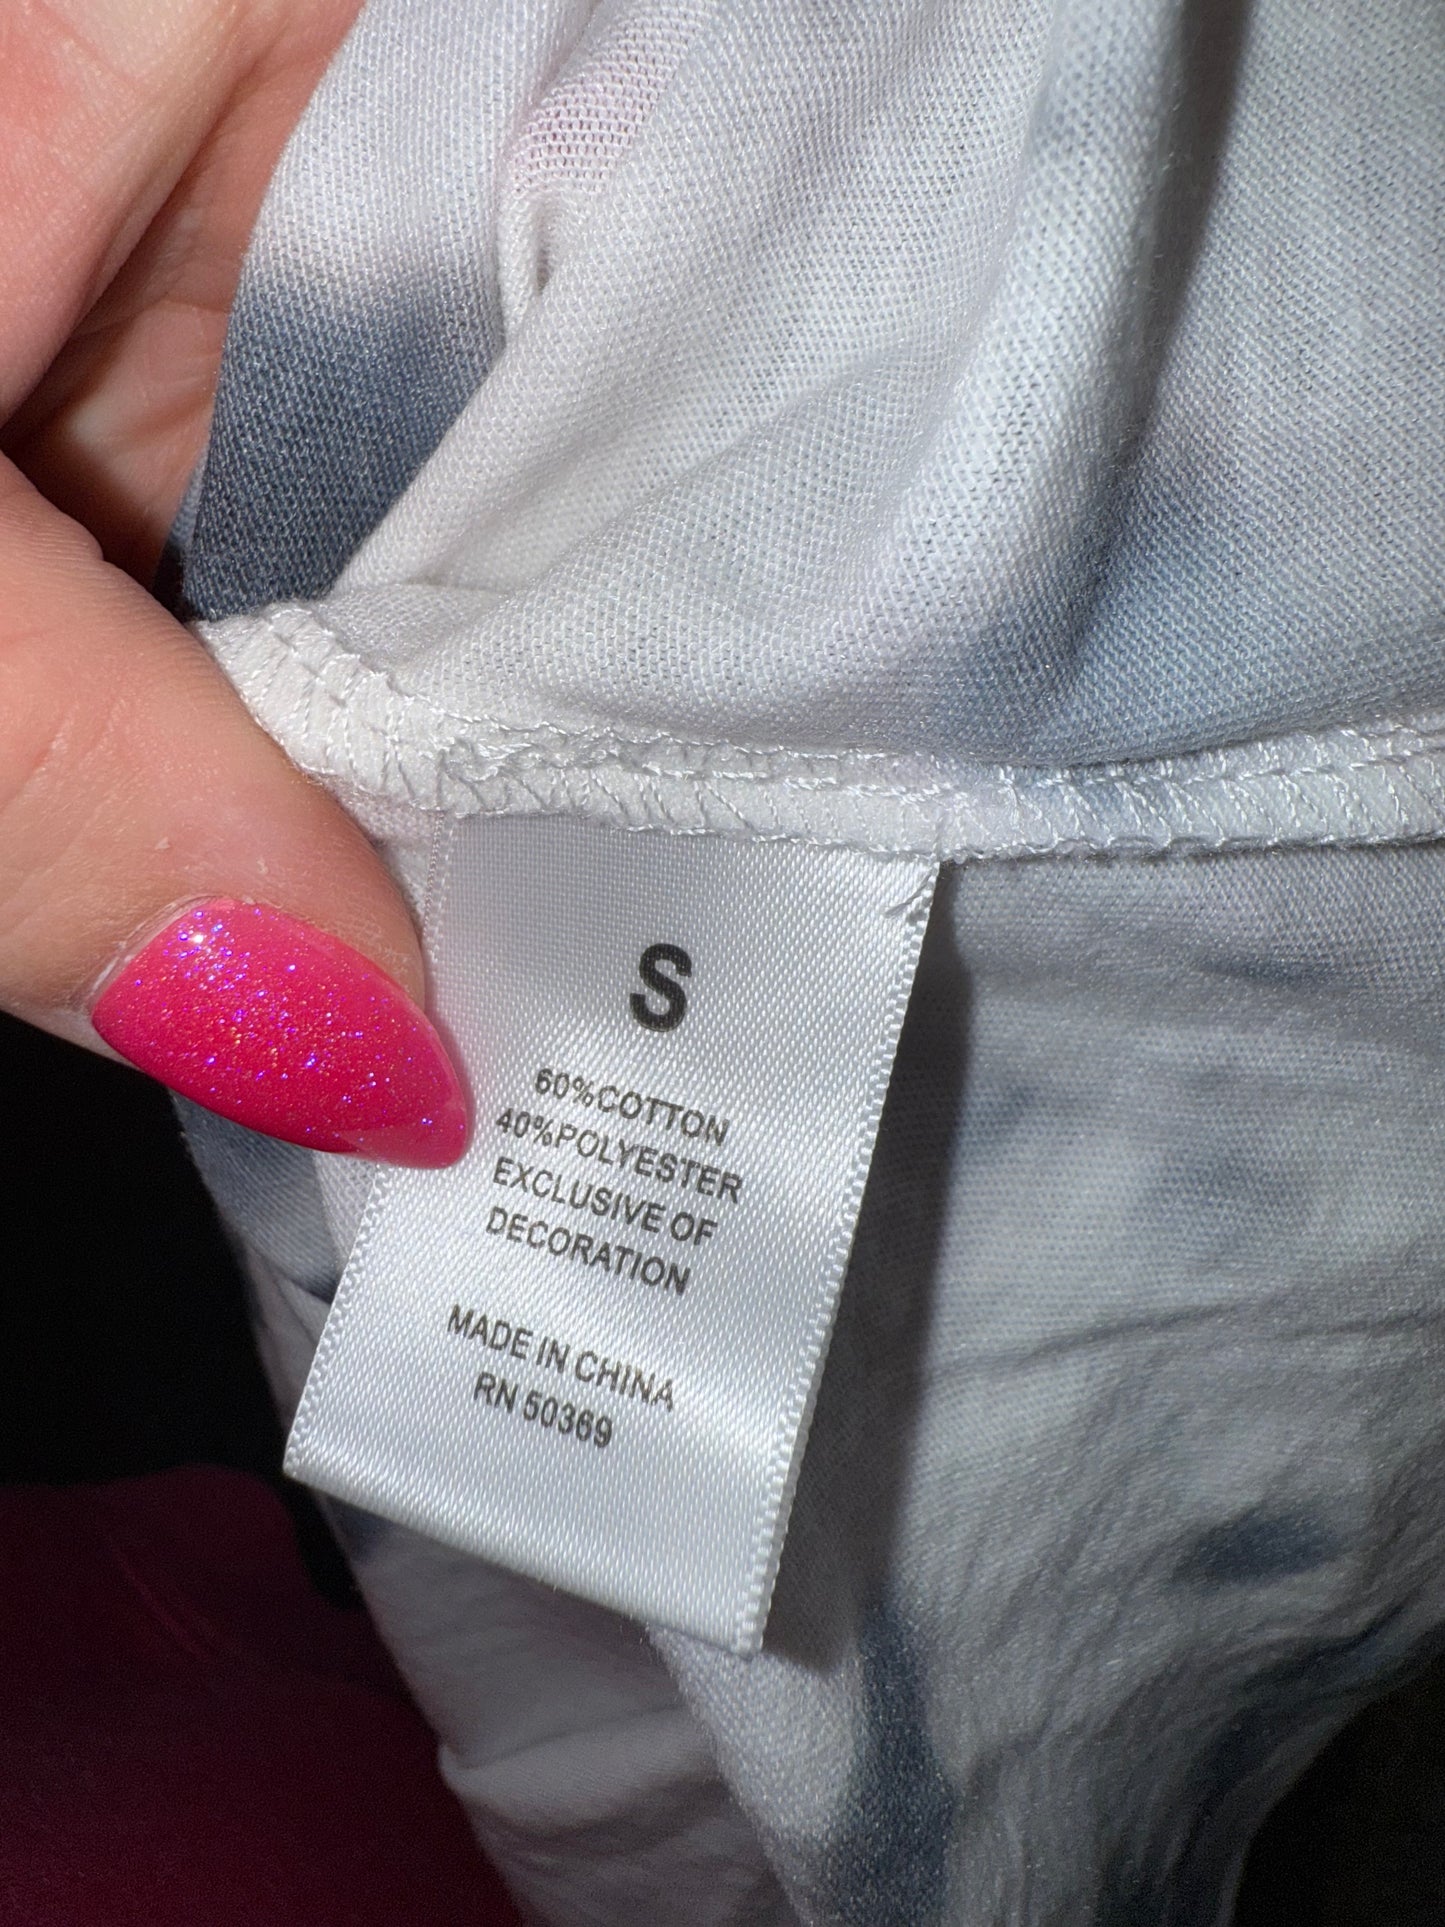 S
60%COTTON
40%POLYESTER
EXCLUSIVE OF
DECORATION
MADE IN CHINA
RN 50369